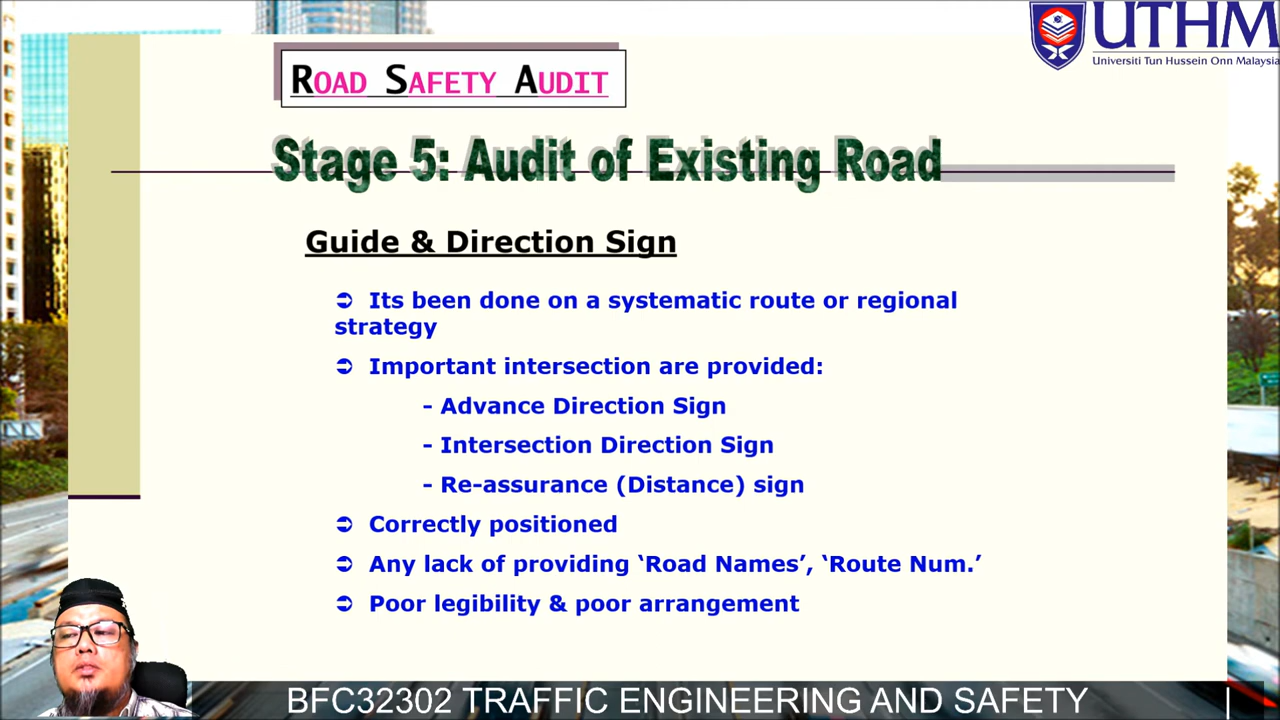 UTHM
Universiti Tun Hussein Onn Malaysia
ROAD SAFETY AUDIT
Stage 5: Audit of Existing Road
Guide & Direction Sign
➲ Its been done on a systematic route or regional
strategy
➲ Important intersection are provided:
- Advance Direction Sign
- Intersection Direction Sign
- Re-assurance (Distance) sign
➲ Correctly positioned
➲ Any lack of providing ‘Road Names’, ‘Route Num.’
➲ Poor legibility & poor arrangement
BFC32302 TRAFFIC ENGINEERING AND SAFETY